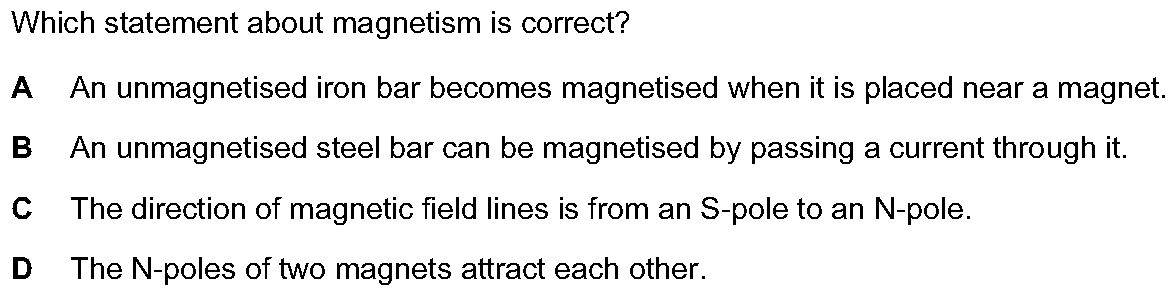 Which statement about magnetism is correct?
A An unmagnetised iron bar becomes magnetised when it is placed near a magnet.
B An unmagnetised steel bar can be magnetised by passing a current through it.
C The direction of magnetic field lines is from an S-pole to an N-pole.
D The N-poles of two magnets attract each other.